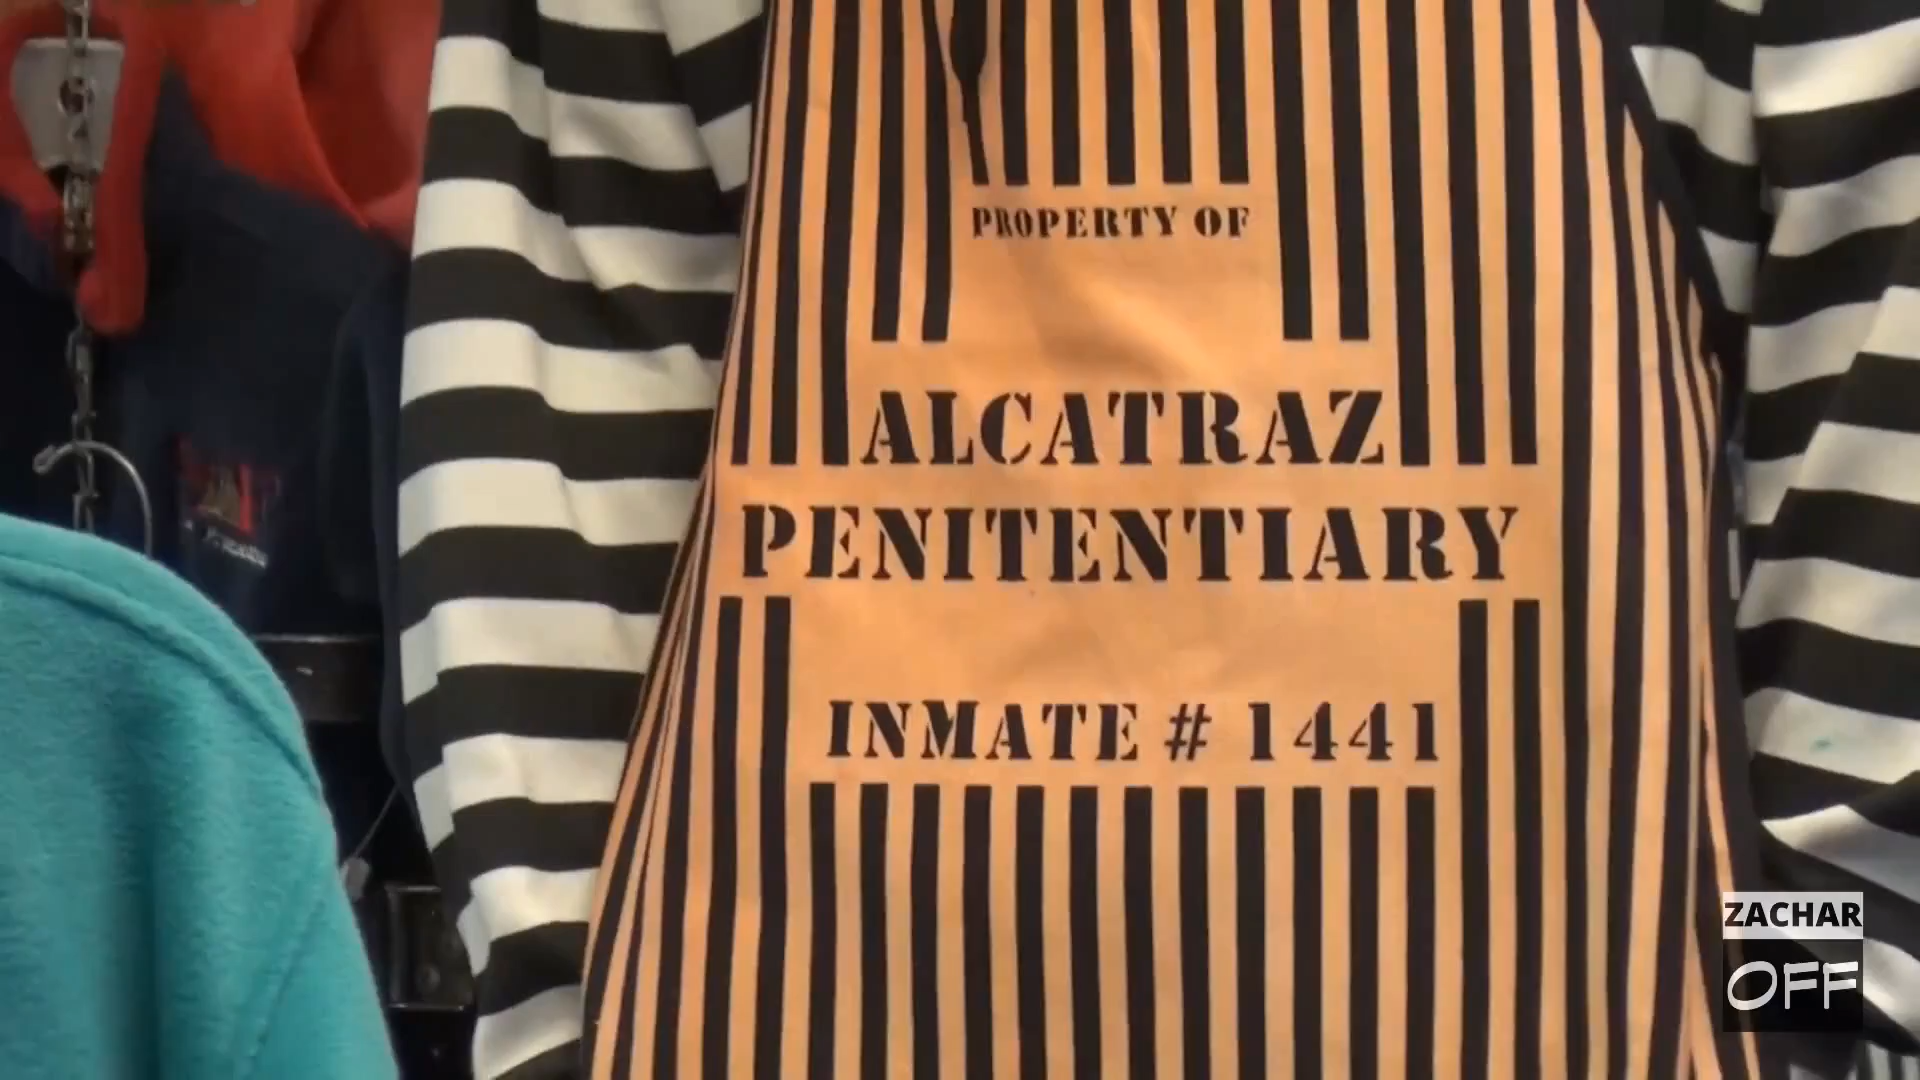 PROPERTY OF
ALCATRAZ
PENITENTIARY
INMATE # 1441
ZACHAR
OFF